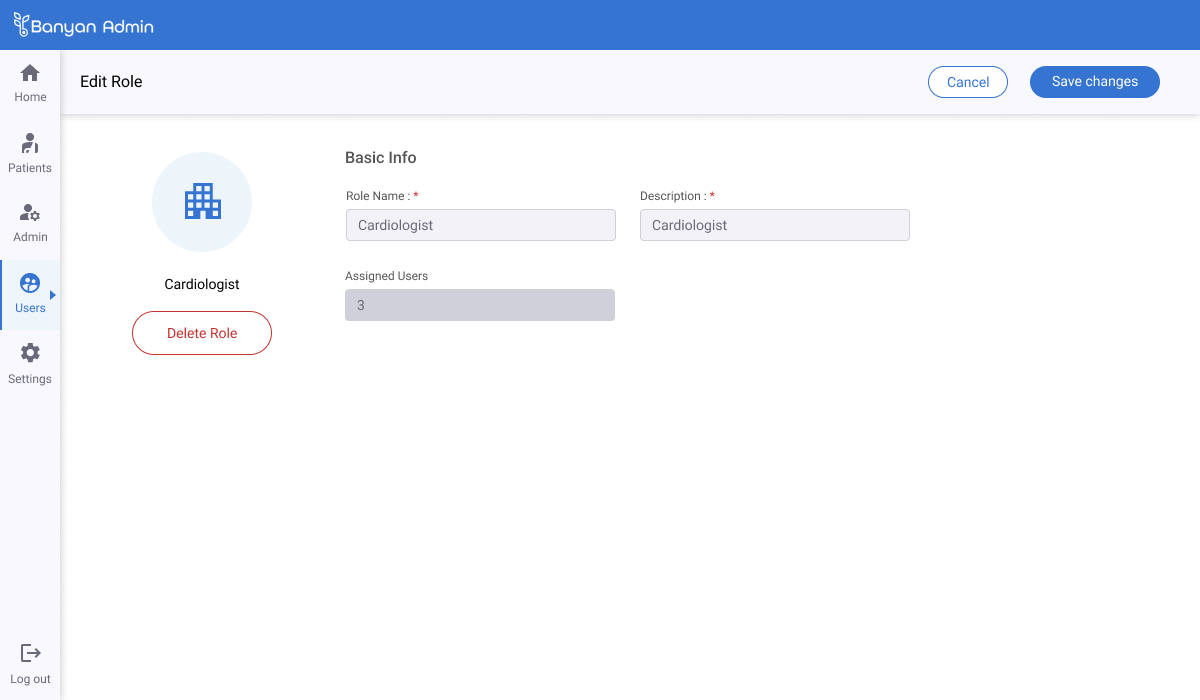 Banyan Admin
Home
Patients
Admin
Users
Settings
Log out
Edit Role
Cancel
Save changes
Cardiologist
Delete Role
Basic Info
Role Name : *
Cardiologist
Description : *
Cardiologist
Assigned Users
3